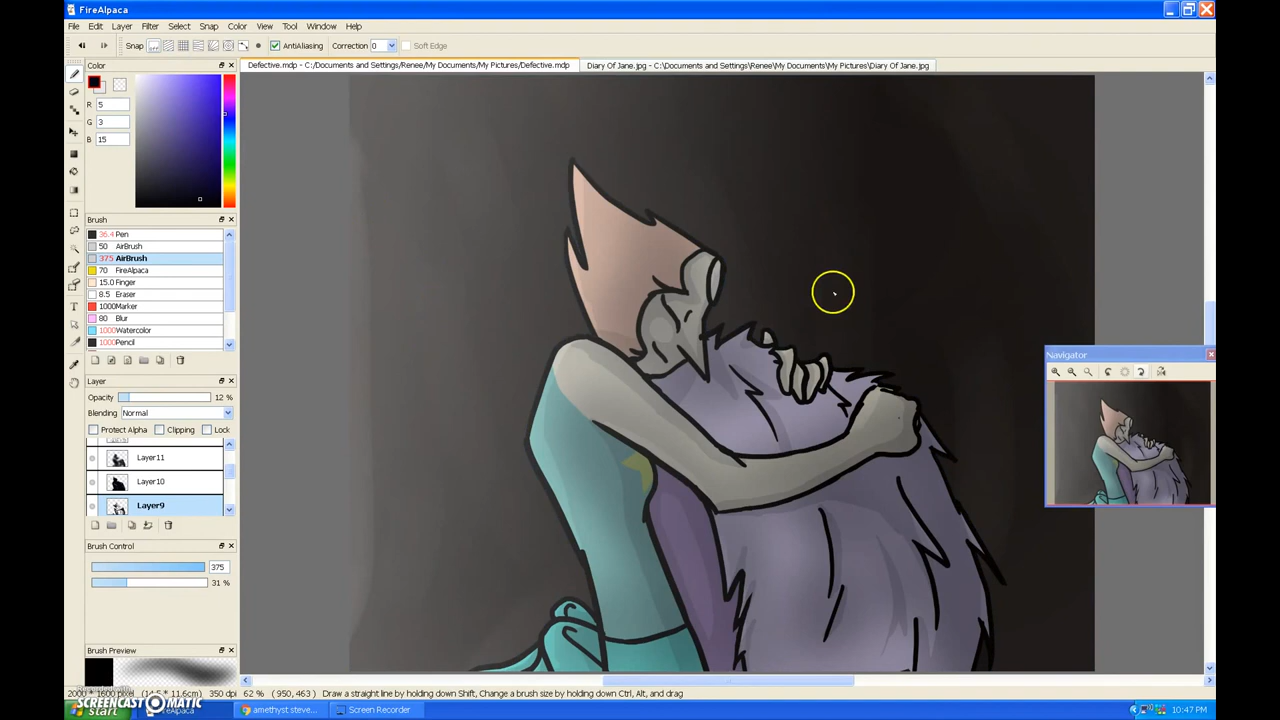 FireAlpaca
File Edit Layer Filter Select Snap Color View Tool Window Help
Snap AntiAliasing Correction 0 Soft Edge
Color
Defective.mdp - C:/Documents and Settings/Renee/My Documents/My Pictures/Defective.mdp
Diary Of Jane.jpg - C:\Documents and Settings\Renee\My Documents\My Pictures\Diary Of Jane.jpg
R 5
G 3
B 15
Brush
36.4 Pen
50 AirBrush
375 AirBrush
70 FireAlpaca
15.0 Finger
8.5 Eraser
1000 Marker
80 Blur
1000 Watercolor
1000 Pencil
Layer
Opacity 12 %
Blending Normal
Protect Alpha Clipping Lock
Layer11
Layer10
Layer9
Brush Control
375
31 %
Brush Preview
Navigator
62 % ( 950, 463 ) Draw a straight line by holding down Shift, Change a brush size by holding down Ctrl, Alt, and drag
350 dpi
SCREENCAST-O-MATIC
start
FireAlpaca
amethyst steve...
Screen Recorder
10:47 PM